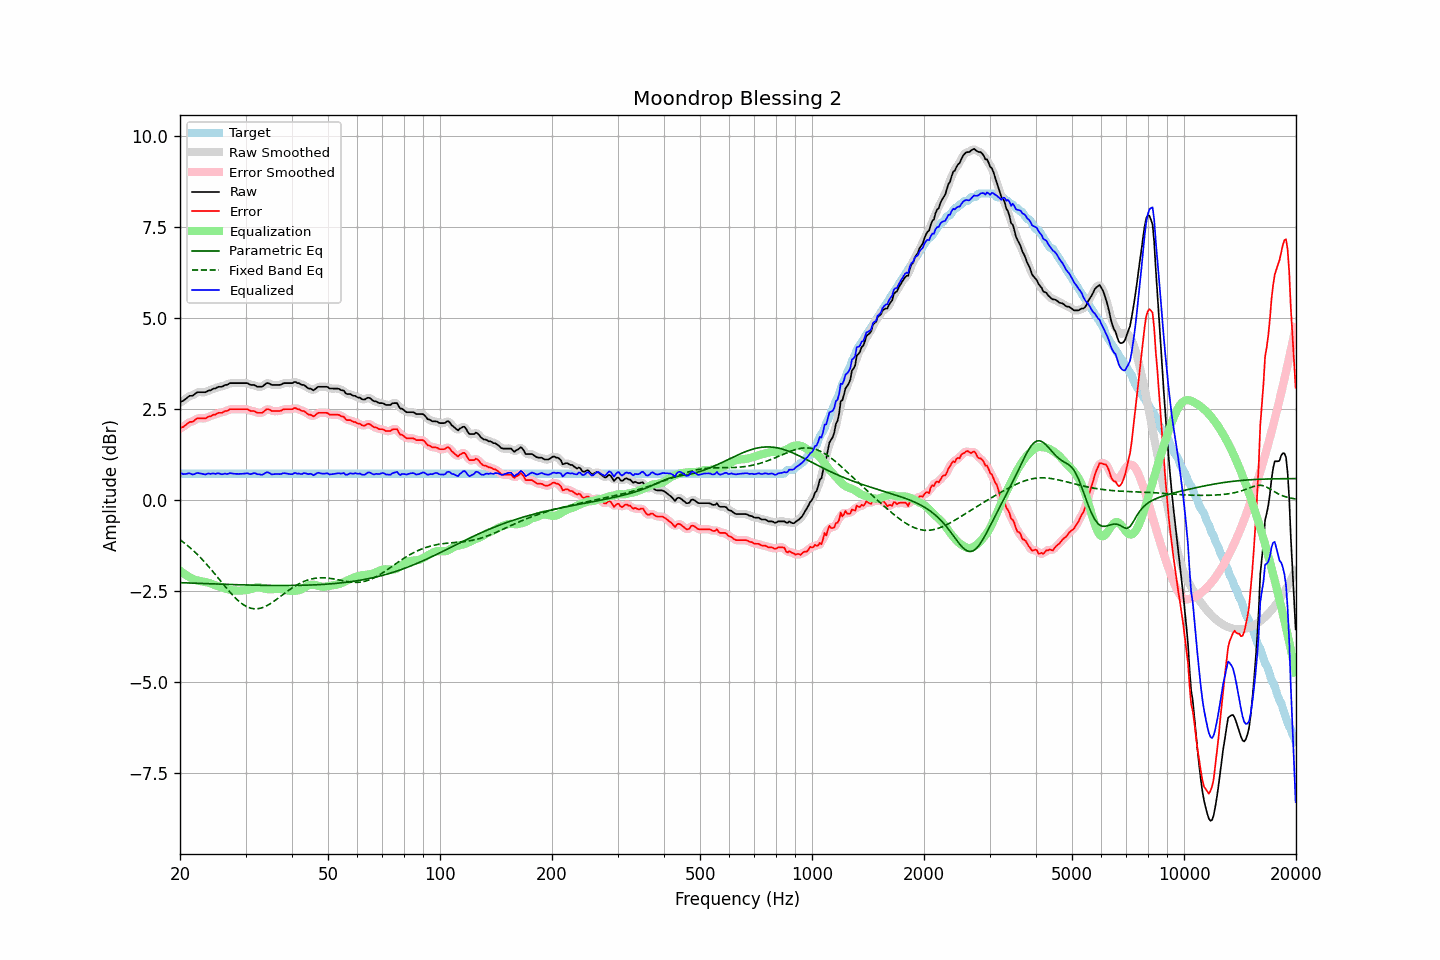 Moondrop Blessing 2
Target
Raw Smoothed
Error Smoothed
Raw
Error
Equalization
Parametric Eq
Fixed Band Eq
Equalized
10.0
7.5
5.0
2.5
0.0
−2.5
−5.0
−7.5
Amplitude (dBr)
20 50 100 200 500 1000 2000 5000 10000 20000
Frequency (Hz)